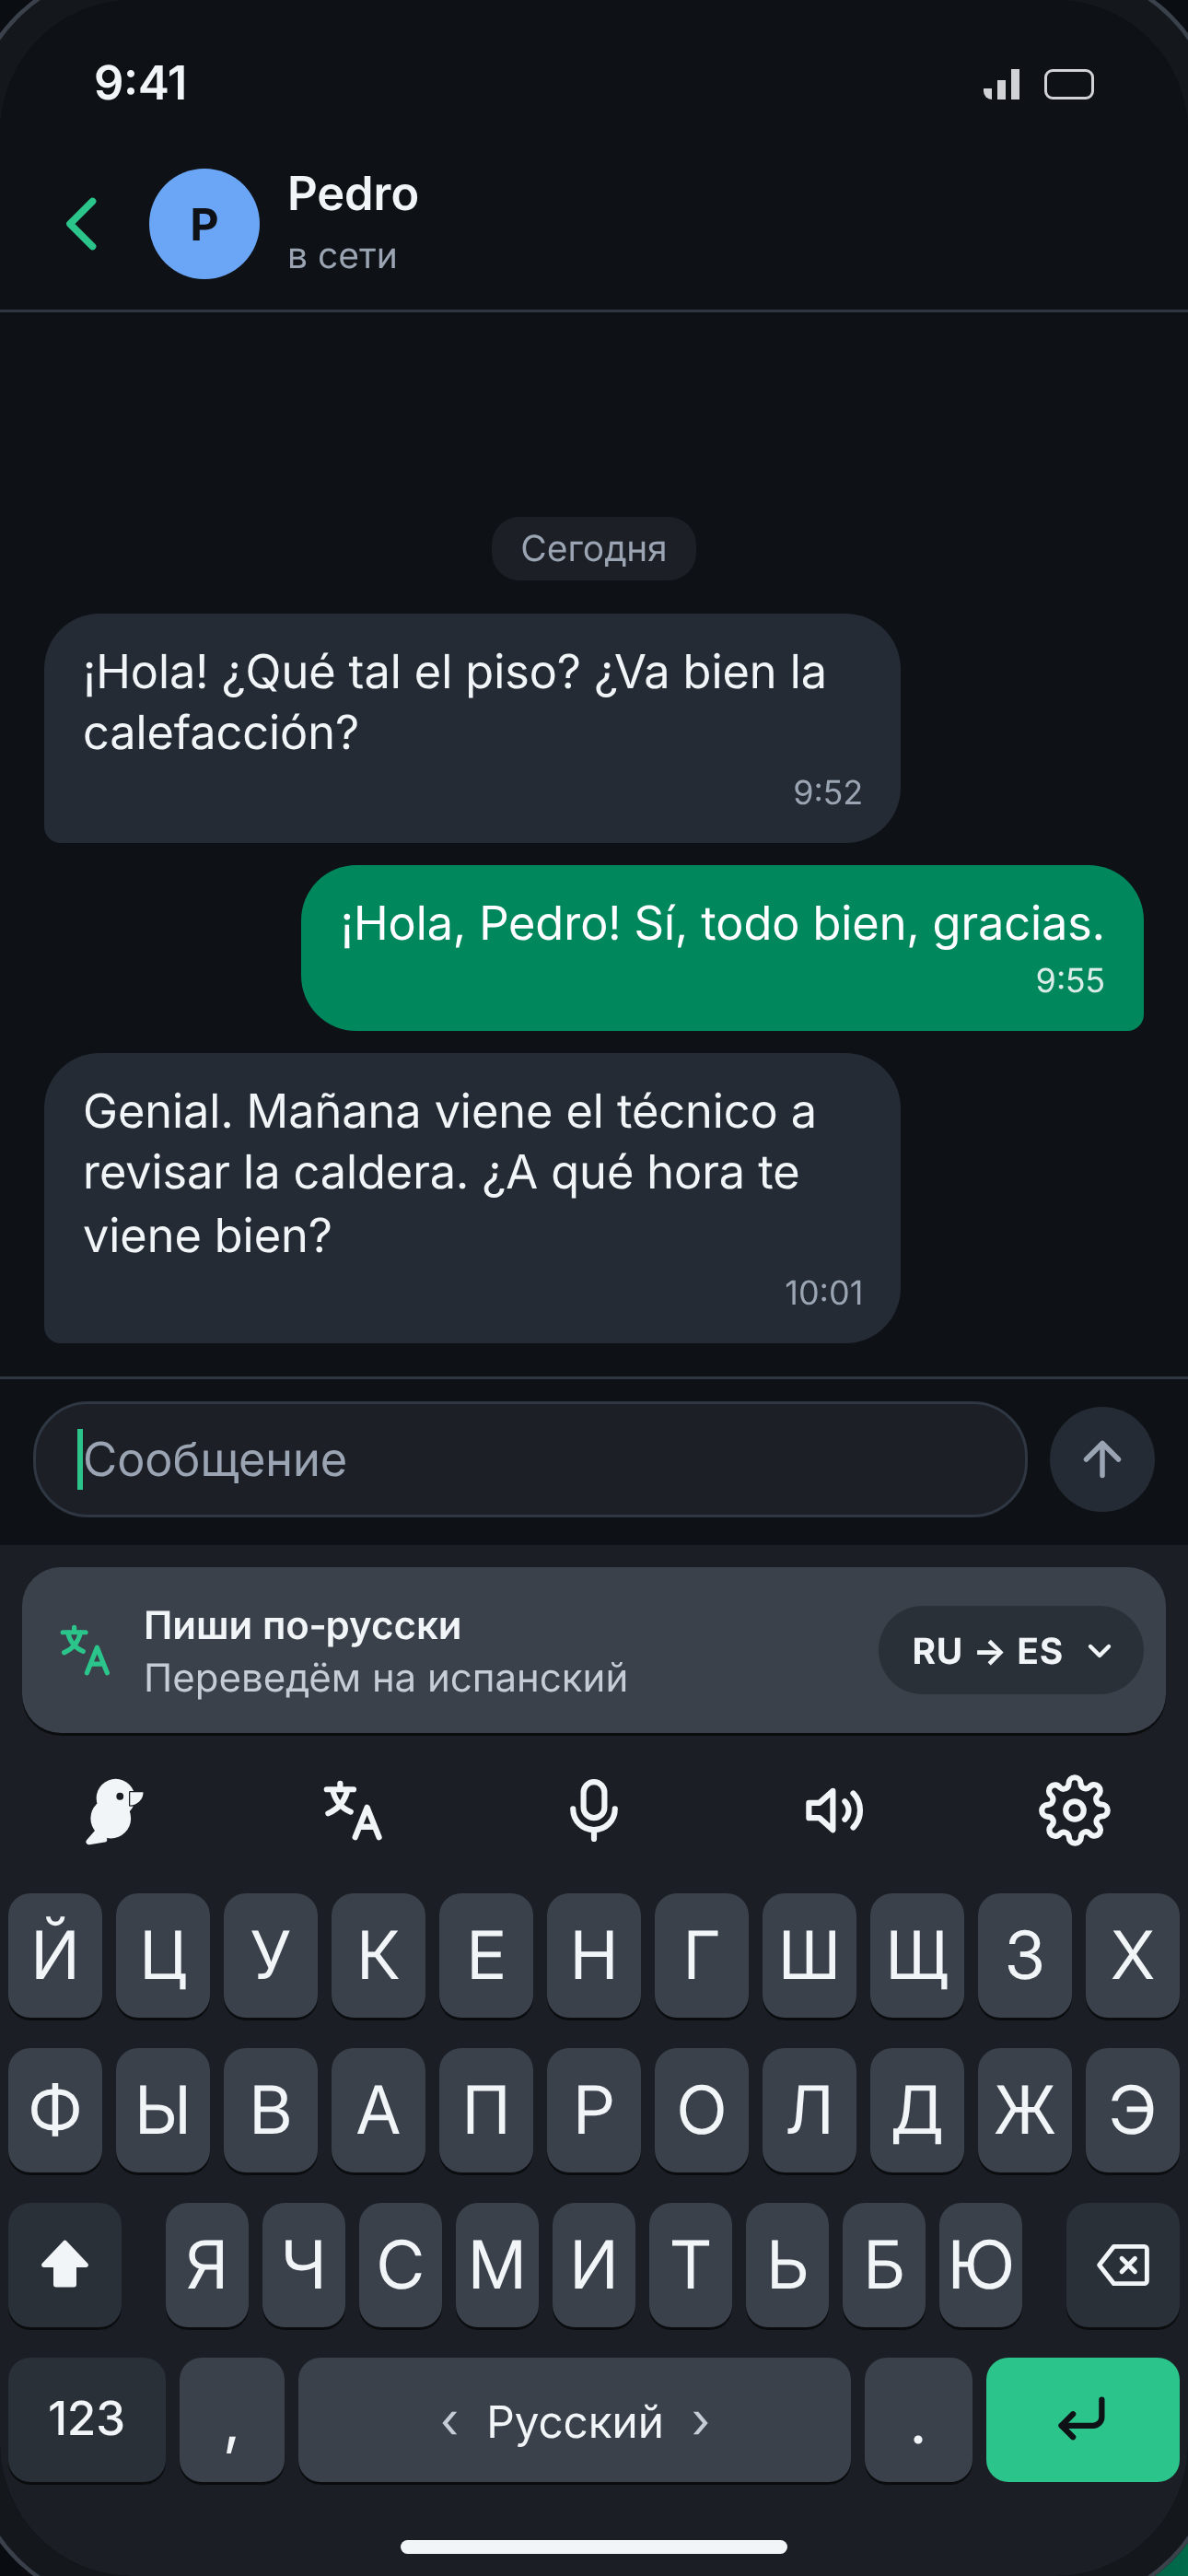 9:41
P
Pedro
в сети
Сегодня
¡Hola! ¿Qué tal el piso? ¿Va bien la
calefacción?
9:52
¡Hola, Pedro! Sí, todo bien, gracias.
9:55
Genial. Mañana viene el técnico a
revisar la caldera. ¿A qué hora te
viene bien?
10:01
Сообщение
Пиши по-русски
Переведём на испанский
RU → ES
Й Ц У К Е Н Г Ш Щ З Х
Ф Ы В А П Р О Л Д Ж Э
Я Ч С М И Т Ь Б Ю
123 , ‹ Русский › .